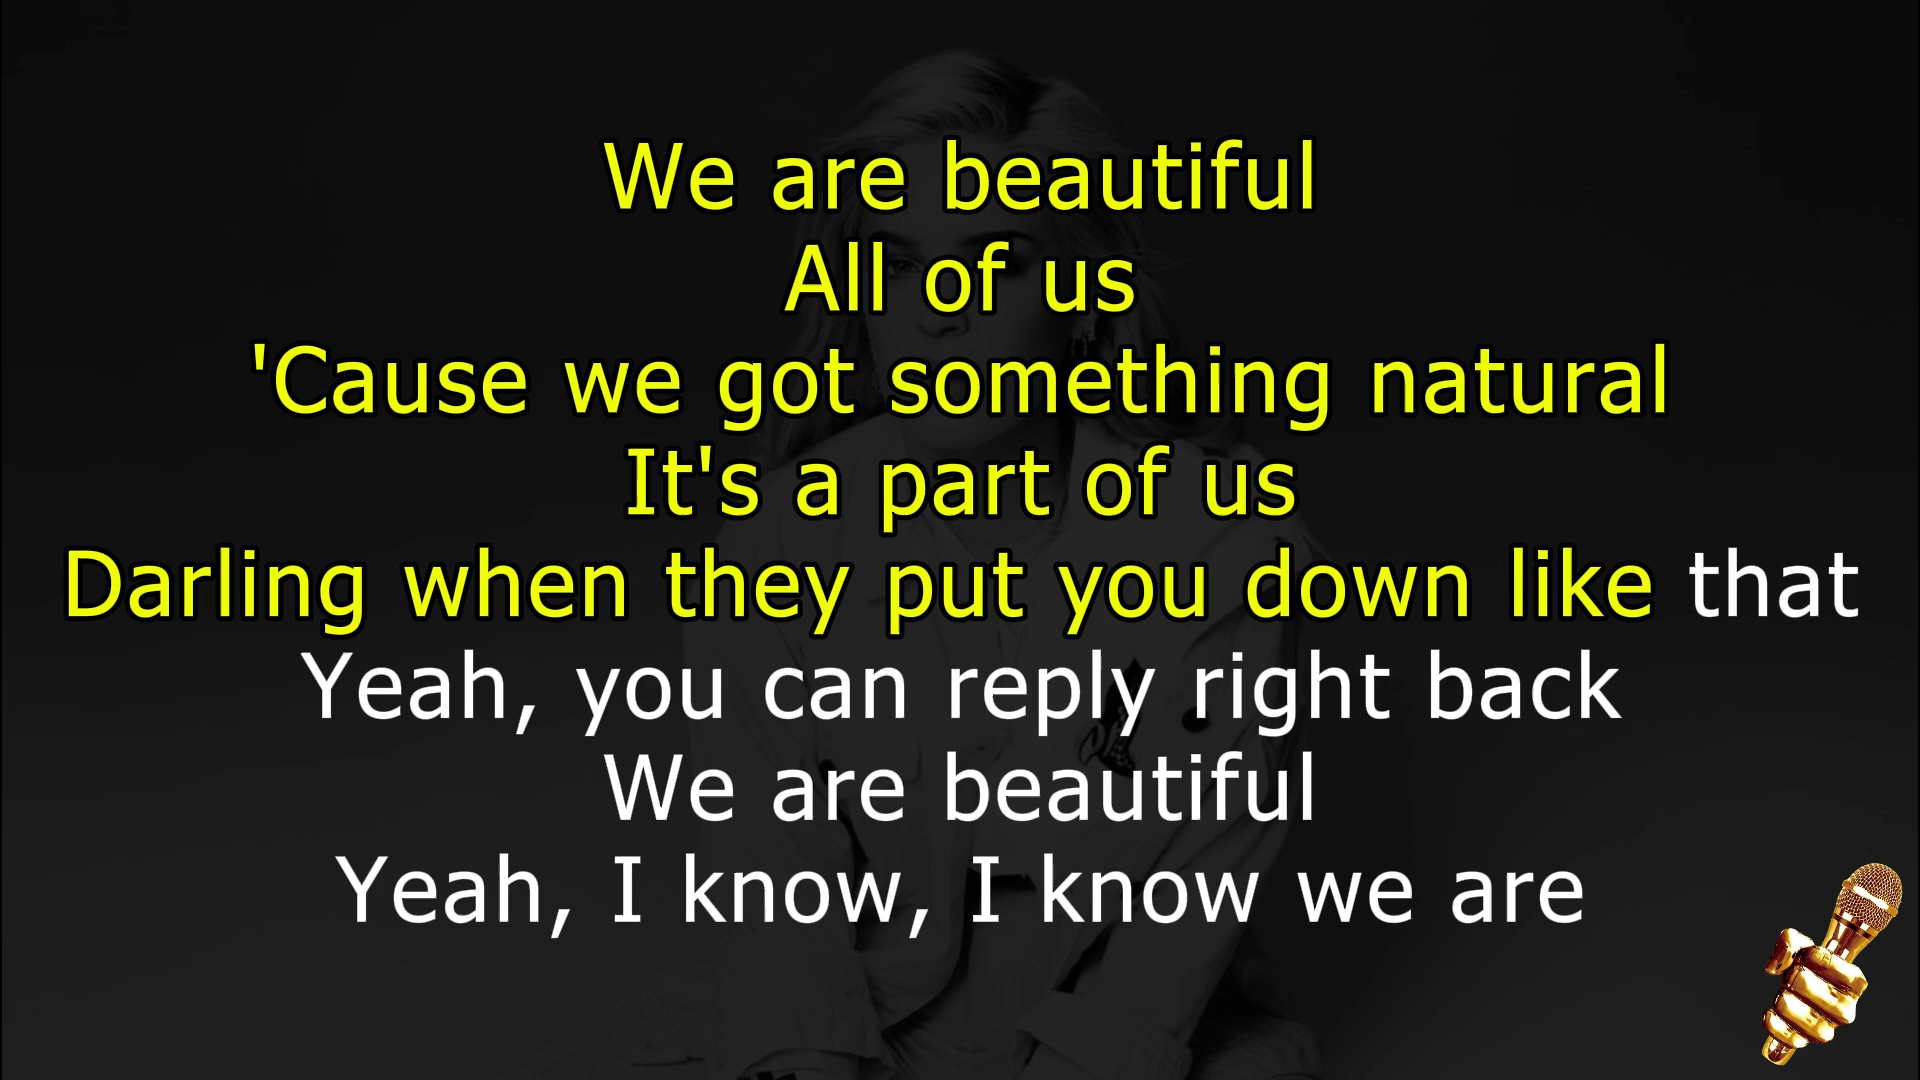 We are beautiful
All of us
'Cause we got something natural
It's a part of us
Darling when they put you down like that
Yeah, you can reply right back
We are beautiful
Yeah, I know, I know we are